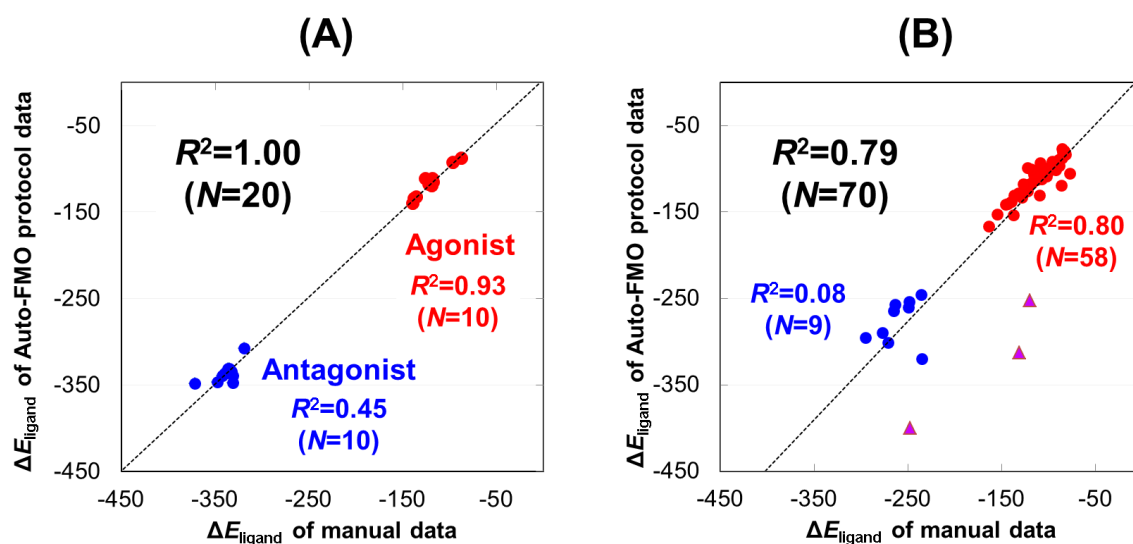 (A)
ΔEligand of Auto-FMO protocol data
-50
-150
-250
-350
-450
R²=1.00
(N=20)
Agonist
R²=0.93
(N=10)
Antagonist
R²=0.45
(N=10)
-450 -350 -250 -150 -50
ΔEligand of manual data
(B)
ΔEligand of Auto-FMO protocol data
-50
-150
-250
-350
-450
R²=0.79
(N=70)
R²=0.80
(N=58)
R²=0.08
(N=9)
-450 -350 -250 -150 -50
ΔEligand of manual data